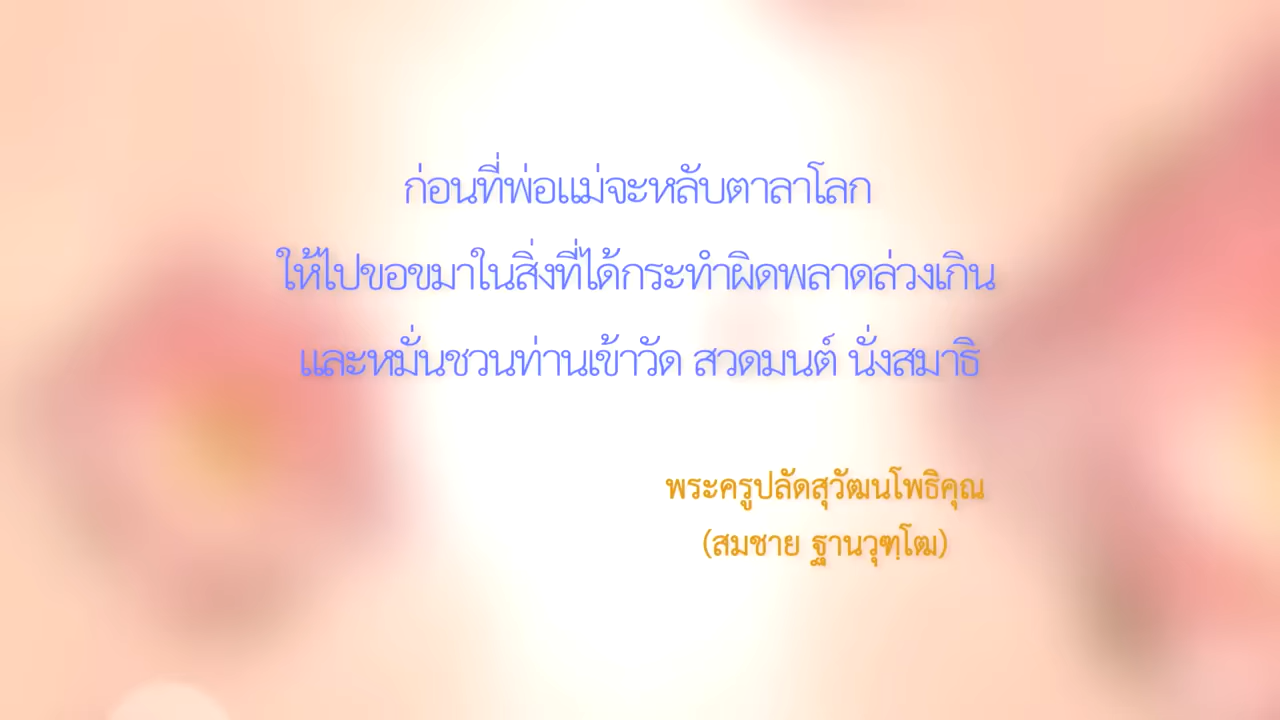 ก่อนที่พ่อแม่จะหลับตาลาโลก
ให้ไปขอขมาในสิ่งที่ได้กระทำผิดพลาดล่วงเกิน
และหมั่นชวนท่านเข้าวัด สวดมนต์ นั่งสมาธิ
พระครูปลัดสุวัฒนโพธิคุณ
(สมชาย ฐานวุฑฺโฒ)